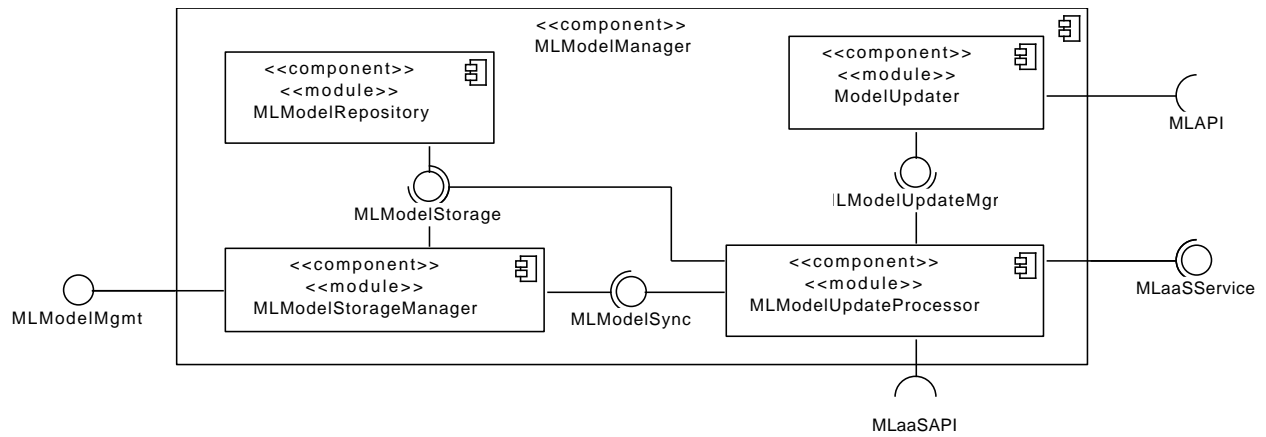 <<component>>
MLModelManager
<<component>>
<<module>>
MLModelRepository
<<component>>
<<module>>
ModelUpdater
MLAPI
MLModelStorage
LModelUpdateMgr
<<component>>
<<module>>
MLModelStorageManager
<<component>>
<<module>>
MLModelUpdateProcessor
MLModelMgmt
MLModelSync
MLaaSService
MLaaSAPI